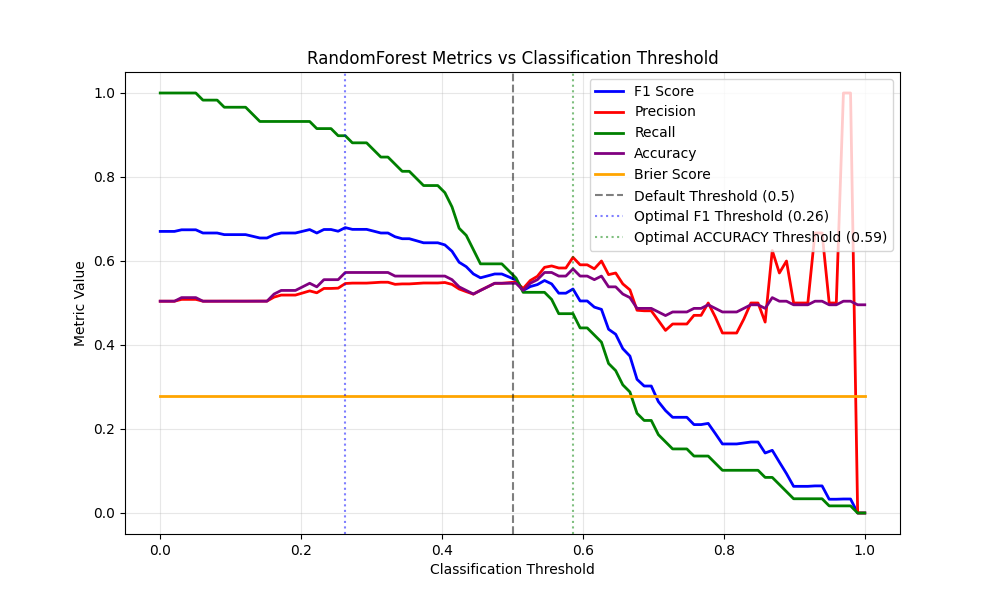 RandomForest Metrics vs Classification Threshold
1.0
0.8
0.6
0.4
0.2
0.0
Metric Value
F1 Score
Precision
Recall
Accuracy
Brier Score
Default Threshold (0.5)
Optimal F1 Threshold (0.26)
Optimal ACCURACY Threshold (0.59)
0.0 0.2 0.4 0.6 0.8 1.0
Classification Threshold